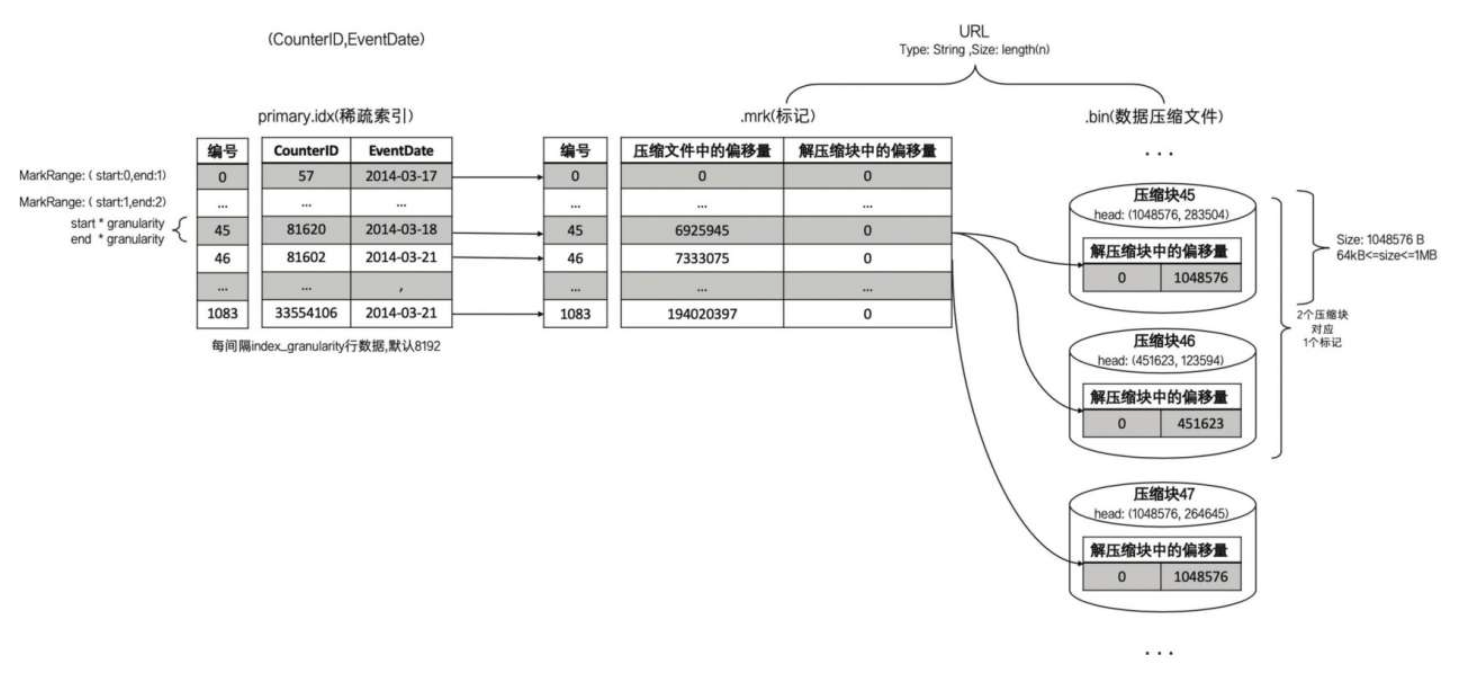 (CounterID,EventDate)
URL
Type: String ,Size: length(n)
primary.idx(稀疏索引)
.mrk(标记)
.bin(数据压缩文件)
编号 CounterID EventDate 编号 压缩文件中的偏移量 解压缩块中的偏移量
...
MarkRange: ( start:0,end:1)
0 57 2014-03-17 0 0 0
MarkRange: ( start:1,end:2)
... ... ... ... ... ...
start * granularity
end * granularity
45 81620 2014-03-18 45 6925945 0
46 81602 2014-03-21 46 7333075 0
... ... , ... ... ...
1083 33554106 2014-03-21 1083 194020397 0
每间隔index_granularity行数据,默认8192
压缩块45
head: (1048576, 283504)
解压缩块中的偏移量
0 1048576
Size: 1048576 B
64kB<=size<=1MB
2个压缩块
对应
1个标记
压缩块46
head: (451623, 123594)
解压缩块中的偏移量
0 451623
压缩块47
head: (1048576, 264645)
解压缩块中的偏移量
0 1048576
...